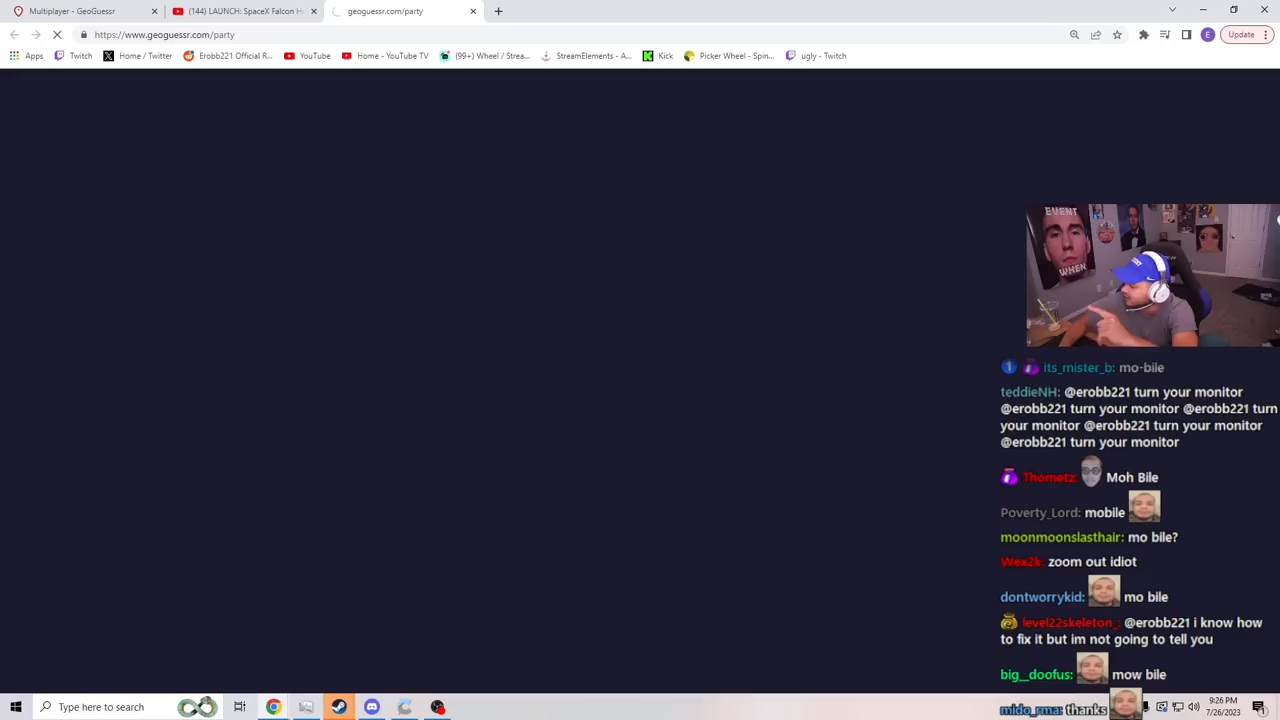 Multiplayer - GeoGuessr
(144) LAUNCH: SpaceX Falcon H
geoguessr.com/party
https://www.geoguessr.com/party
E
Update
Apps
Twitch
Home / Twitter
Erobb221 Official R...
YouTube
Home - YouTube TV
(99+) Wheel / Strea...
StreamElements - A...
Kick
Picker Wheel - Spin...
ugly - Twitch
EVENT
WHEN
its_mister_b: mo-bile
teddieNH: @erobb221 turn your monitor
@erobb221 turn your monitor @erobb221 turn
your monitor @erobb221 turn your monitor
@erobb221 turn your monitor
Thometz: Moh Bile
Poverty_Lord: mobile
moonmoonslasthair: mo bile?
Wex2k: zoom out idiot
dontworrykid: mo bile
level22skeleton_: @erobb221 i know how
to fix it but im not going to tell you
big__doofus: mow bile
mido_rma: thanks
Type here to search
9:26 PM
7/26/2023